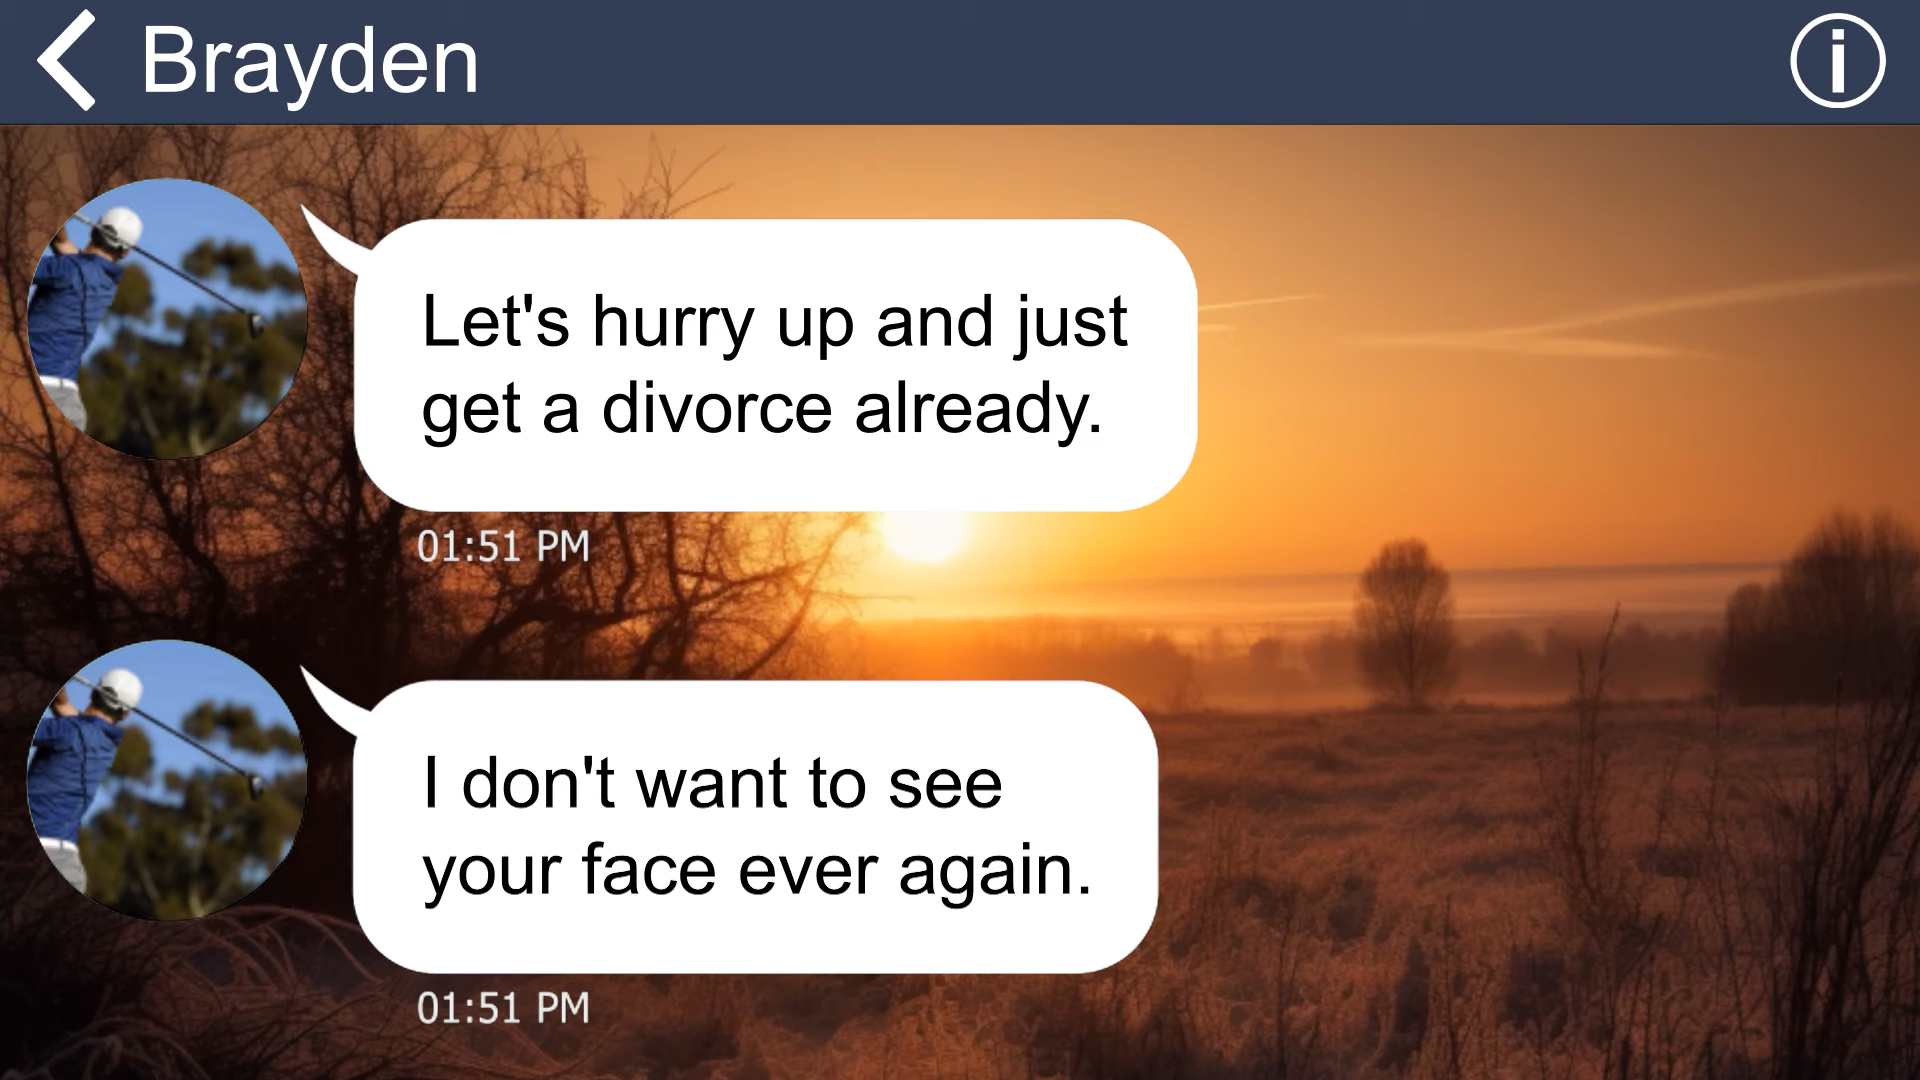 Brayden
Let's hurry up and just
get a divorce already.
01:51 PM
I don't want to see
your face ever again.
01:51 PM